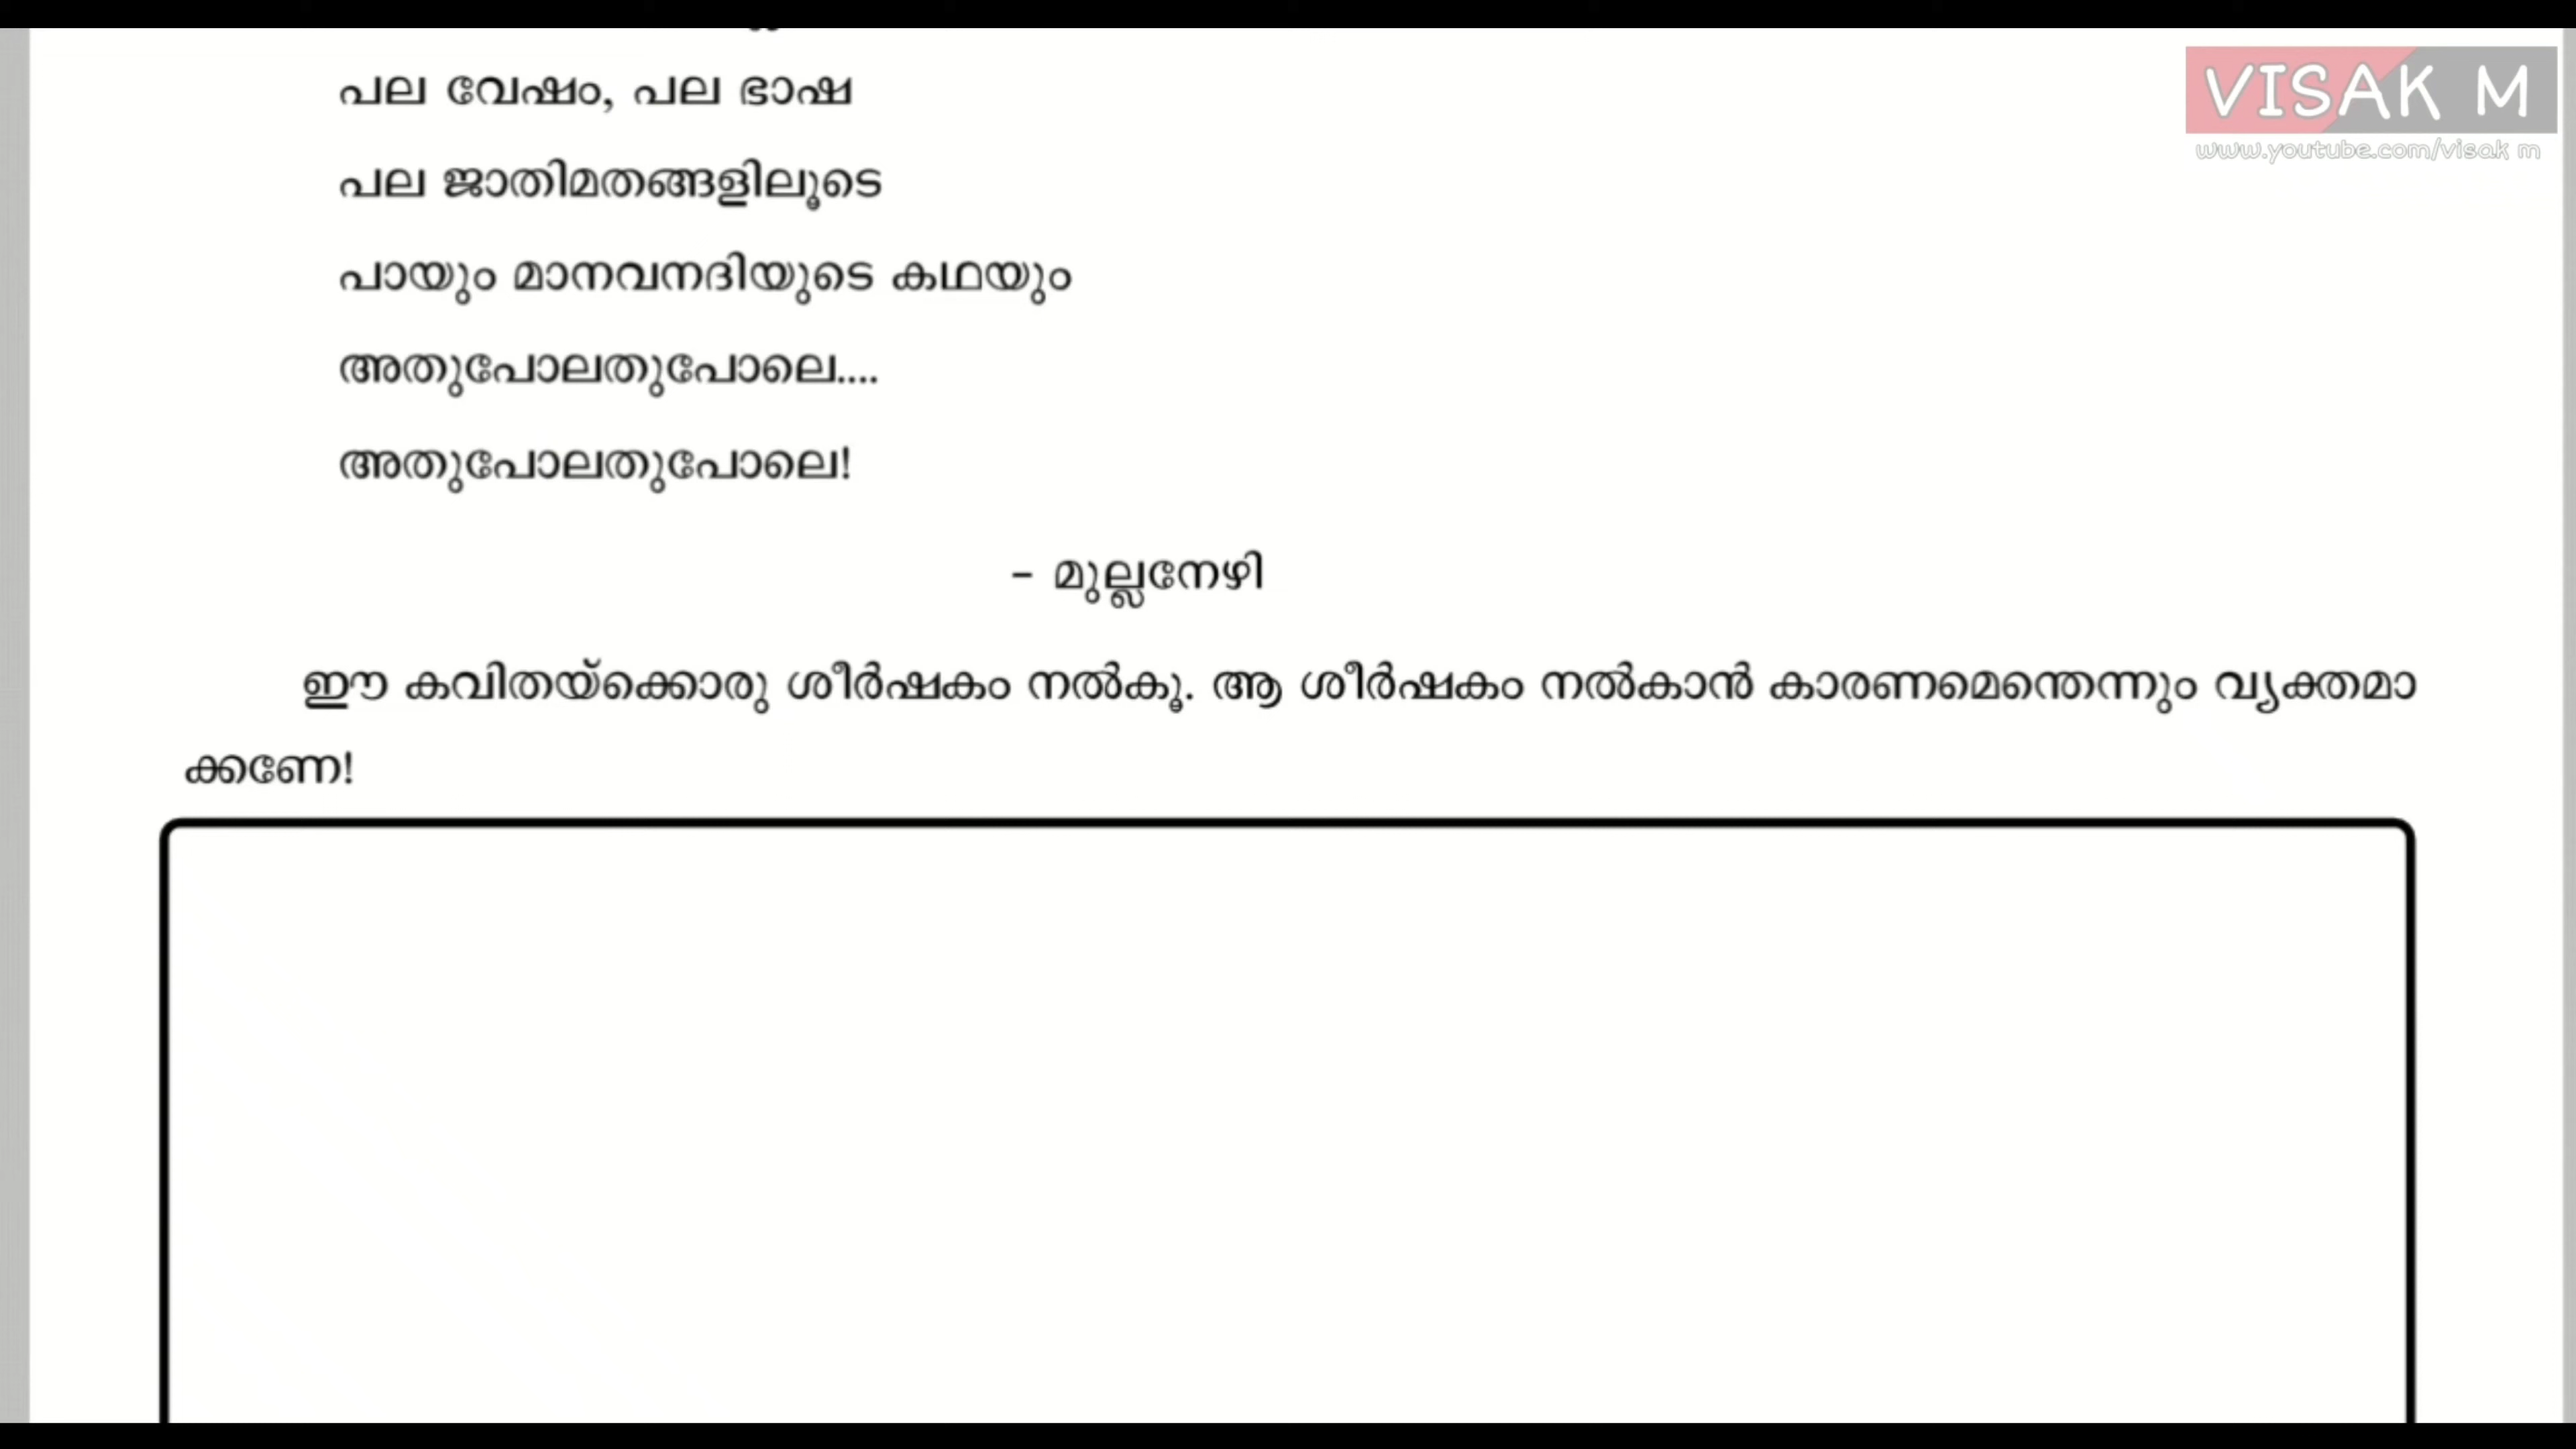 VISAK M
www.youtube.com/visak m
പല വേഷം, പല ഭാഷ
പല ജാതിമതങ്ങളിലൂടെ
പായും മാനവനദിയുടെ കഥയും
അതുപോലതുപോലെ....
അതുപോലതുപോലെ!
- മുല്ലനേഴി
ഈ കവിതയ്ക്കൊരു ശീർഷകം നൽകൂ. ആ ശീർഷകം നൽകാൻ കാരണമെന്തെന്നും വ്യക്തമാ
ക്കണേ!